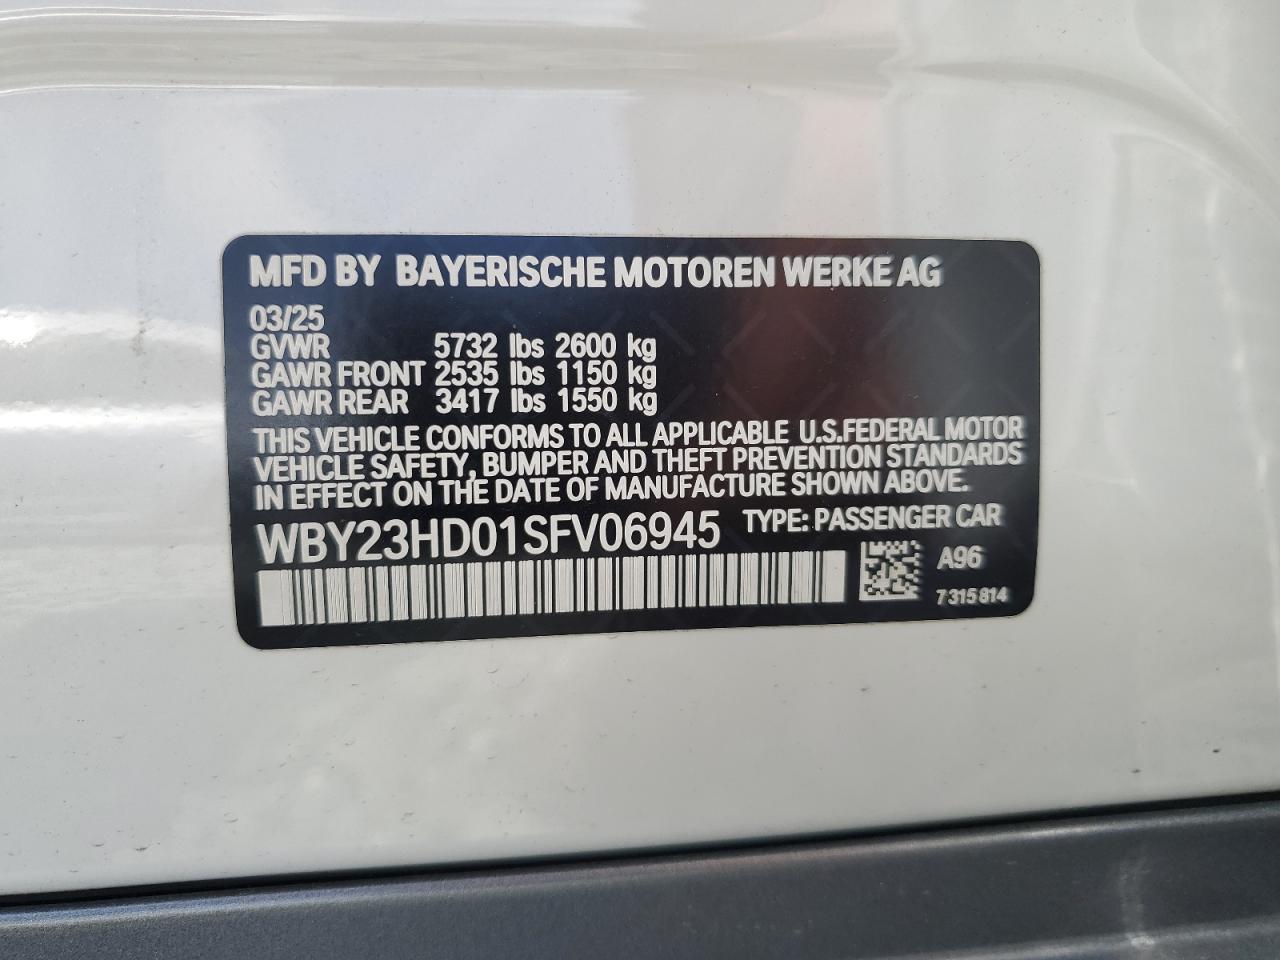 MFD BY BAYERISCHE MOTOREN WERKE AG
03/25
GVWR 5732 lbs 2600 kg
GAWR FRONT 2535 lbs 1150 kg
GAWR REAR 3417 lbs 1550 kg
THIS VEHICLE CONFORMS TO ALL APPLICABLE U.S.FEDERAL MOTOR
VEHICLE SAFETY, BUMPER AND THEFT PREVENTION STANDARDS
IN EFFECT ON THE DATE OF MANUFACTURE SHOWN ABOVE.
WBY23HD01SFV06945 TYPE: PASSENGER CAR
A96
7 315 814